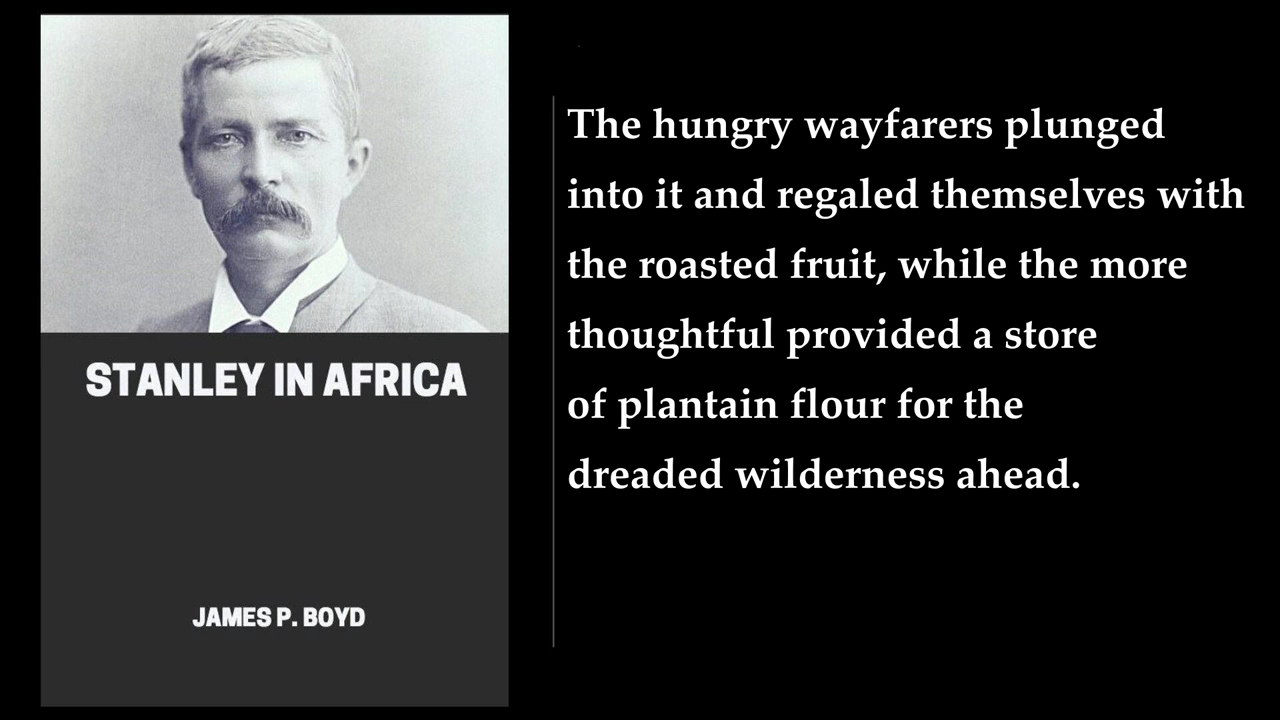 STANLEY IN AFRICA
JAMES P. BOYD
The hungry wayfarers plunged
into it and regaled themselves with
the roasted fruit, while the more
thoughtful provided a store
of plantain flour for the
dreaded wilderness ahead.